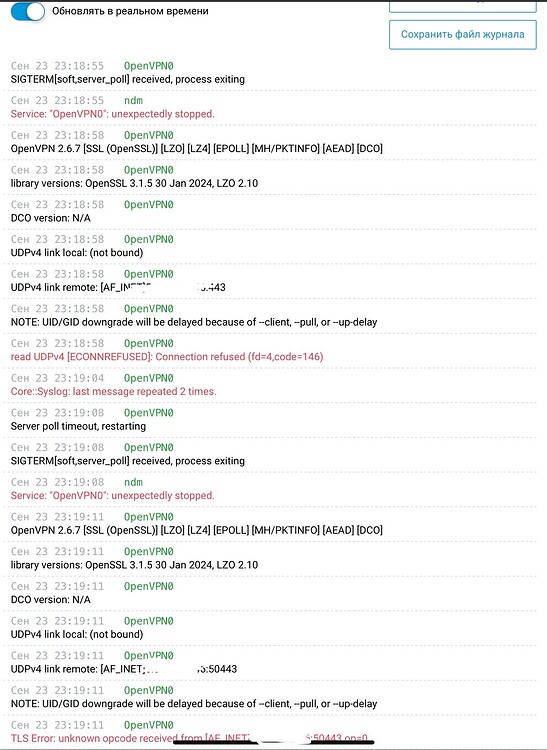 Обновлять в реальном времени
Сохранить файл журнала
Сен 23 23:18:55 OpenVPN0
SIGTERM[soft,server_poll] received, process exiting
Сен 23 23:18:55 ndm
Service: "OpenVPN0": unexpectedly stopped.
Сен 23 23:18:58 OpenVPN0
OpenVPN 2.6.7 [SSL (OpenSSL)] [LZO] [LZ4] [EPOLL] [MH/PKTINFO] [AEAD] [DCO]
Сен 23 23:18:58 OpenVPN0
library versions: OpenSSL 3.1.5 30 Jan 2024, LZO 2.10
Сен 23 23:18:58 OpenVPN0
DCO version: N/A
Сен 23 23:18:58 OpenVPN0
UDPv4 link local: (not bound)
Сен 23 23:18:58 OpenVPN0
UDPv4 link remote: :443
Сен 23 23:18:58 OpenVPN0
NOTE: UID/GID downgrade will be delayed because of --client, --pull, or --up-delay
Сен 23 23:18:58 OpenVPN0
read UDPv4 [ECONNREFUSED]: Connection refused (fd=4,code=146)
Сен 23 23:19:04 OpenVPN0
Core::Syslog: last message repeated 2 times.
Сен 23 23:19:08 OpenVPN0
Server poll timeout, restarting
Сен 23 23:19:08 OpenVPN0
SIGTERM[soft,server_poll] received, process exiting
Сен 23 23:19:08 ndm
Service: "OpenVPN0": unexpectedly stopped.
Сен 23 23:19:11 OpenVPN0
OpenVPN 2.6.7 [SSL (OpenSSL)] [LZO] [LZ4] [EPOLL] [MH/PKTINFO] [AEAD] [DCO]
Сен 23 23:19:11 OpenVPN0
library versions: OpenSSL 3.1.5 30 Jan 2024, LZO 2.10
Сен 23 23:19:11 OpenVPN0
DCO version: N/A
Сен 23 23:19:11 OpenVPN0
UDPv4 link local: (not bound)
Сен 23 23:19:11 OpenVPN0
UDPv4 link remote: [AF_INET :50443
Сен 23 23:19:11 OpenVPN0
NOTE: UID/GID downgrade will be delayed because of --client, --pull, or --up-delay
Сен 23 23:19:11 OpenVPN0
TLS Error: unknown opcode received from [AF_INET] :50443 op=0